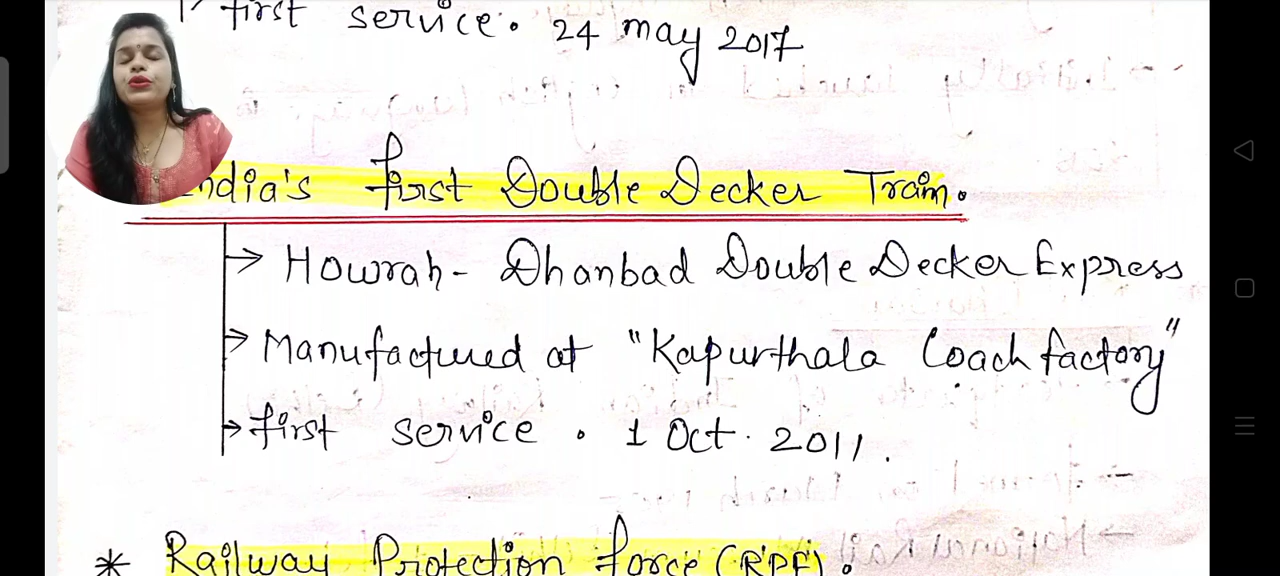 first service. 24 may 2017
India's first Double Decker Train.
→ Howrah- Dhanbad Double Decker Express
→ Manufactured at "Kapurthala Coach factory"
→ first service . 1 Oct. 2011.
* Railway Protection Force (RPF).